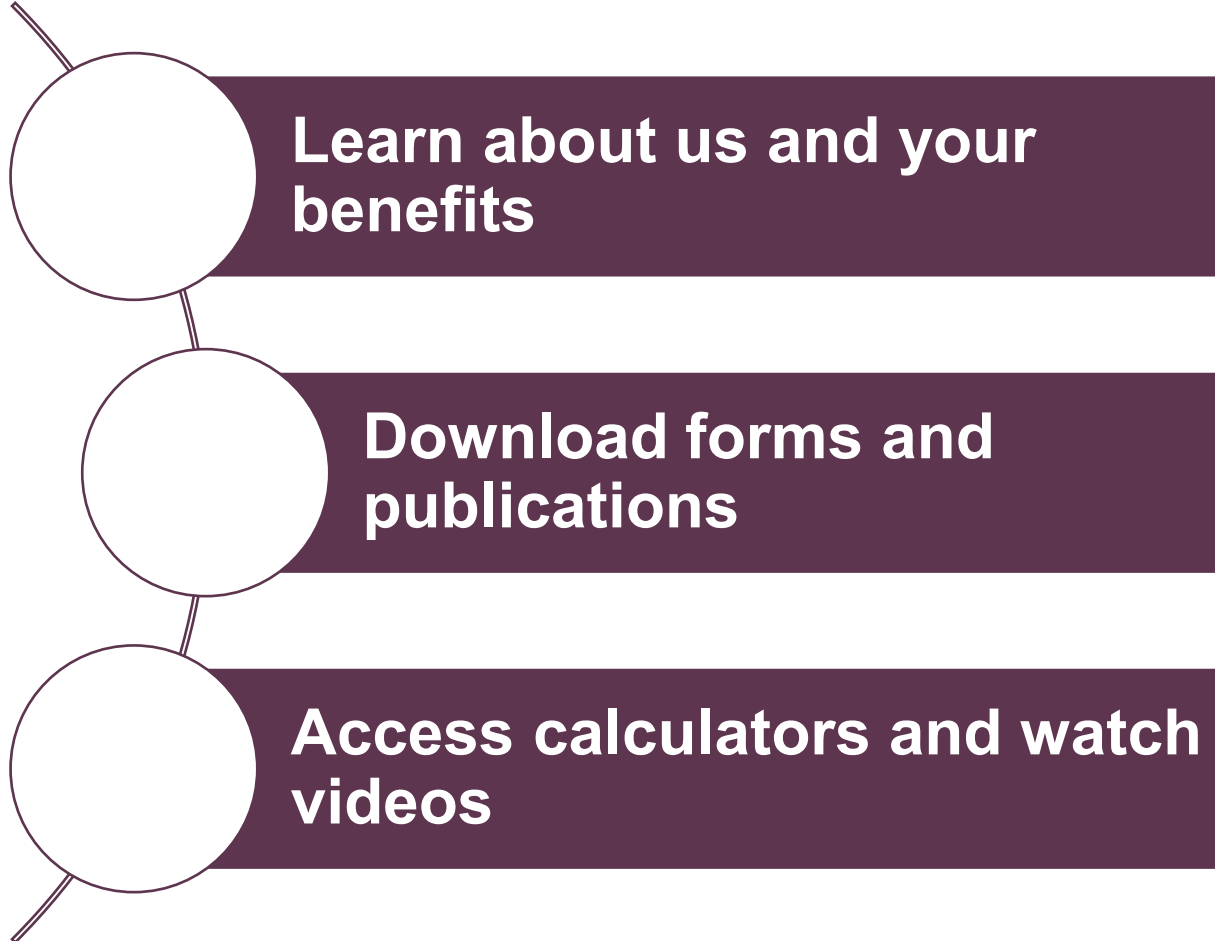 Learn about us and your
benefits
Download forms and
publications
Access calculators and watch
videos